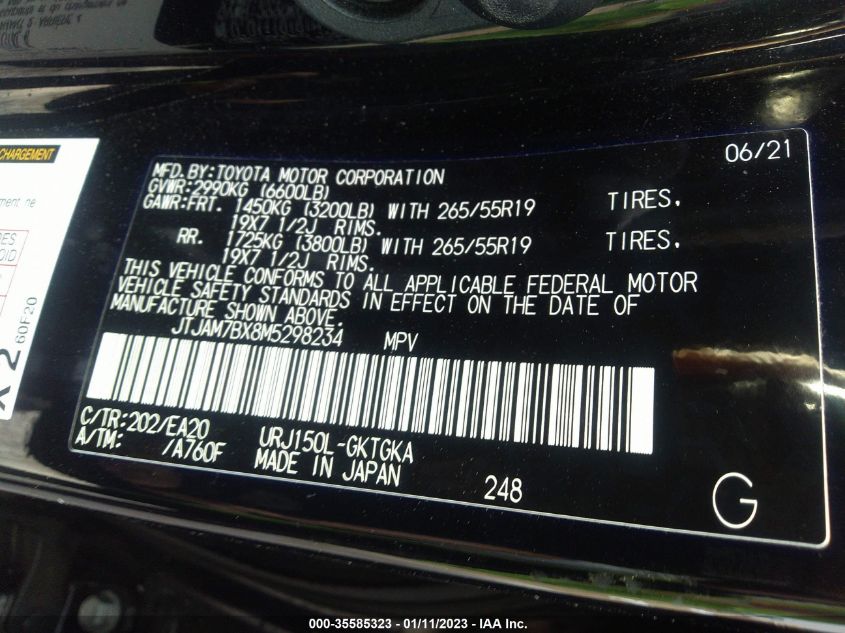 CHARGEMENT
ment ne
60F20
06/21
MFD.BY:TOYOTA MOTOR CORPORATION
GVWR:2990KG (6600LB)
GAWR:FRT. 1450KG (3200LB) WITH 265/55R19 TIRES.
19X7 1/2J RIMS.
RR. 1725KG (3800LB) WITH 265/55R19 TIRES.
19X7 1/2J RIMS.
THIS VEHICLE CONFORMS TO ALL APPLICABLE FEDERAL MOTOR
VEHICLE SAFETY STANDARDS IN EFFECT ON THE DATE OF
MANUFACTURE SHOWN ABOVE.
JTJAM7BX8M5298234 MPV
C/TR:202/EA20 URJ150L-GKTGKA
A/TM: /A760F MADE IN JAPAN
248
G
000-35585323 - 01/11/2023 - IAA Inc.